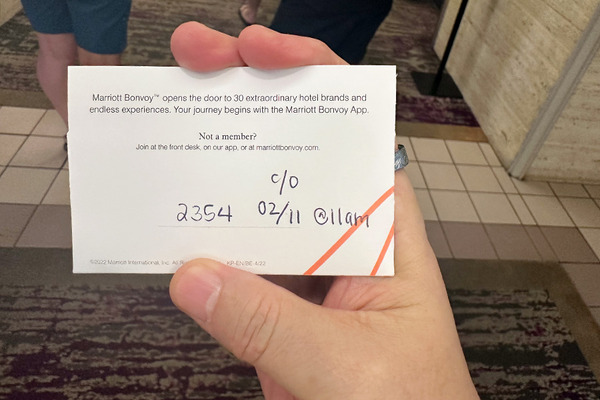 Marriott Bonvoy™ opens the door to 30 extraordinary hotel brands and
endless experiences. Your journey begins with the Marriott Bonvoy App.
Not a member?
Join at the front desk, on our app, or at marriottbonvoy.com.
c/o
2354 02/11 @11am
©2022 Marriott International, Inc. All